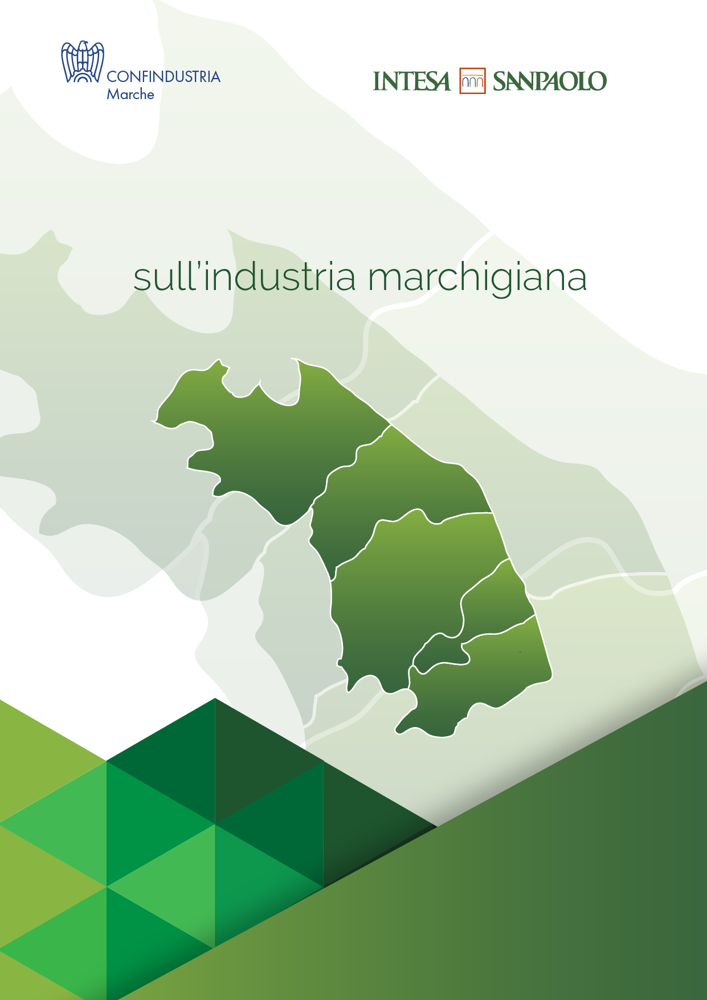 CONFINDUSTRIA
Marche
INTESA SANPAOLO
sull'industria marchigiana